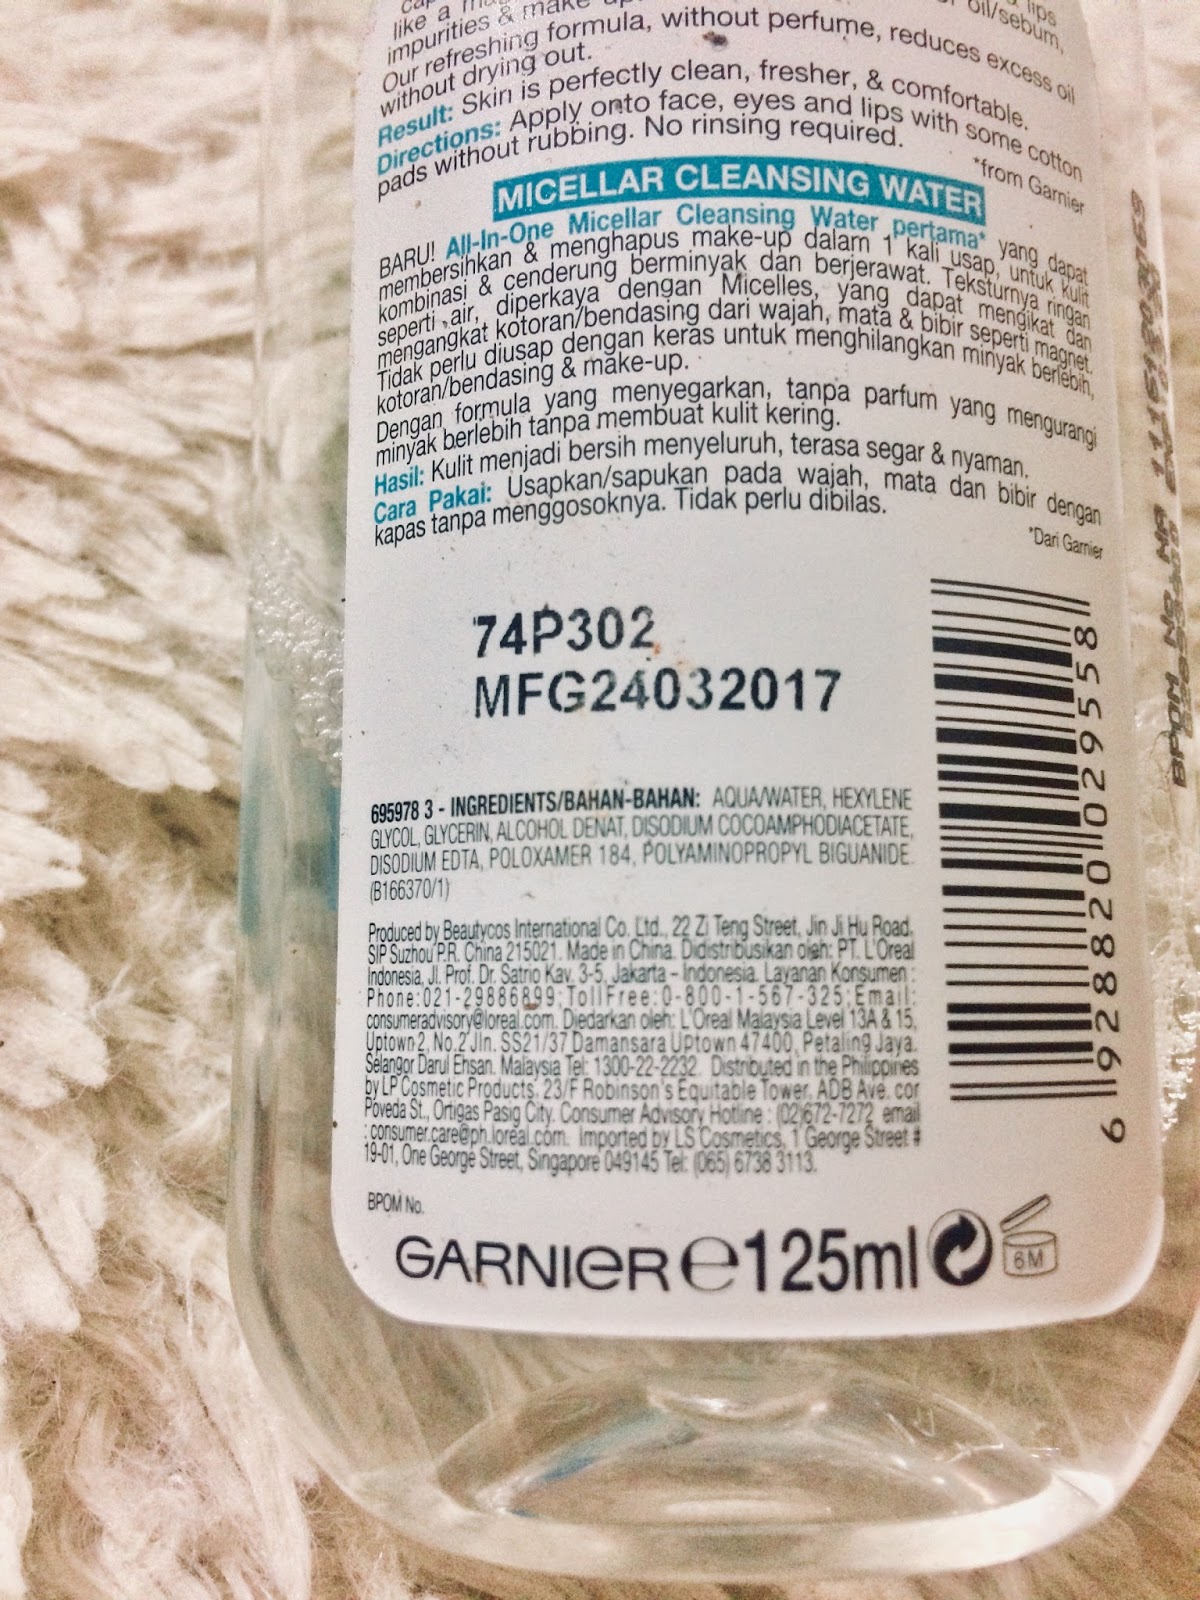 like a
impurities & make
oil/sebum,
lips
Our refreshing formula, without perfume, reduces excess oil
without drying out.
Result: Skin is perfectly clean, fresher, & comfortable.
Directions: Apply onto face, eyes and lips with some cotton
pads without rubbing. No rinsing required.
*from Garnier
MICELLAR CLEANSING WATER
BARU! All-In-One Micellar Cleansing Water pertama* yang dapat
membersihkan & menghapus make-up dalam 1 kali usap, untuk kulit
kombinasi & cenderung berminyak dan berjerawat. Teksturnya ringan
seperti air, diperkaya dengan Micelles, yang dapat mengikat dan
mengangkat kotoran/bendasing dari wajah, mata & bibir seperti magnet.
Tidak perlu diusap dengan keras untuk menghilangkan minyak berlebih,
kotoran/bendasing & make-up.
Dengan formula yang menyegarkan, tanpa parfum yang mengurangi
minyak berlebih tanpa membuat kulit kering.
Hasil: Kulit menjadi bersih menyeluruh, terasa segar & nyaman.
Cara Pakai: Usapkan/sapukan pada wajah, mata dan bibir dengan
kapas tanpa menggosoknya. Tidak perlu dibilas.
*Dari Garnier
74P302
MFG24032017
695978 3 - INGREDIENTS/BAHAN-BAHAN: AQUA/WATER, HEXYLENE
GLYCOL, GLYCERIN, ALCOHOL DENAT, DISODIUM COCOAMPHODIACETATE,
DISODIUM EDTA, POLOXAMER 184, POLYAMINOPROPYL BIGUANIDE.
(B166370/1)
Produced by Beautycos International Co. Ltd., 22 Zi Teng Street, Jin Ji Hu Road,
SIP Suzhou P.R. China 215021. Made in China. Didistribusikan oleh: PT. L'Oreal
Indonesia, Jl. Prof. Dr. Satrio Kav. 3-5, Jakarta - Indonesia. Layanan Konsumen :
Phone:021-29886899;TollFree:0-800-1-567-325;Email:
consumeradvisory@loreal.com. Diedarkan oleh: L'Oreal Malaysia Level 13A & 15,
Uptown 2, No.2 Jln. SS21/37 Damansara Uptown 47400, Petaling Jaya.
Selangor Darul Ehsan. Malaysia Tel: 1300-22-2232. Distributed in the Philippines
by LP Cosmetic Products. 23/F Robinson's Equitable Tower, ADB Ave. cor
Poveda St., Ortigas Pasig City. Consumer Advisory Hotline : (02)672-7272 email
: consumer.care@ph.loreal.com. Imported by LS Cosmetics, 1 George Street #
19-01, One George Street, Singapore 049145 Tel: (065) 6738 3113.
BPOM No.
GARNIER e125ml
6M
6 928820 029558
BPOM No. NA